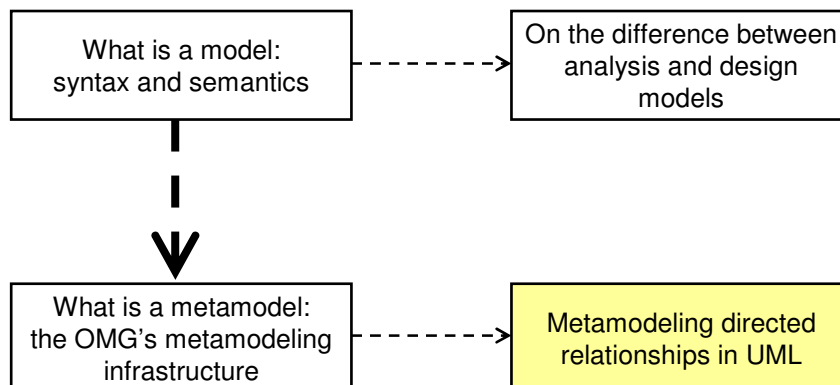 What is a model:
syntax and semantics
On the difference between
analysis and design
models
What is a metamodel:
the OMG's metamodeling
infrastructure
Metamodeling directed
relationships in UML